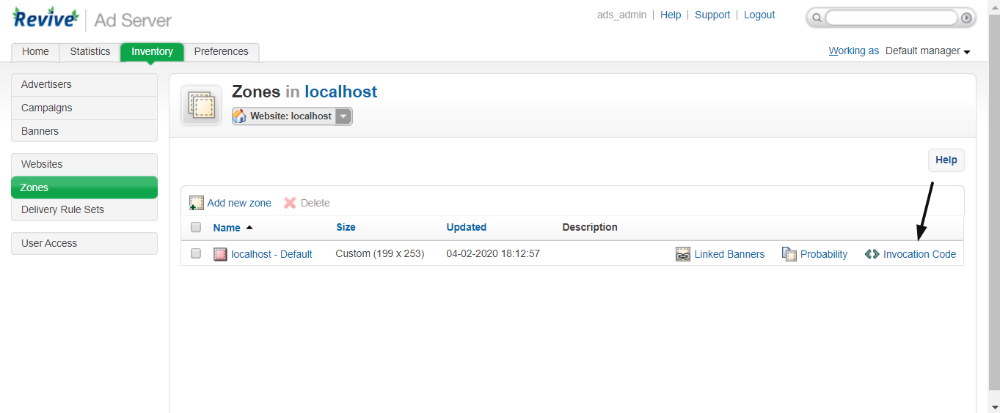 Revive Ad Server
ads_admin | Help | Support | Logout
Home Statistics Inventory Preferences
Working as Default manager
Advertisers
Campaigns
Banners
Websites
Zones
Delivery Rule Sets
User Access
Zones in localhost
Website: localhost
Help
Add new zone Delete
Name Size Updated Description
localhost - Default Custom (199 x 253) 04-02-2020 18:12:57 Linked Banners Probability Invocation Code